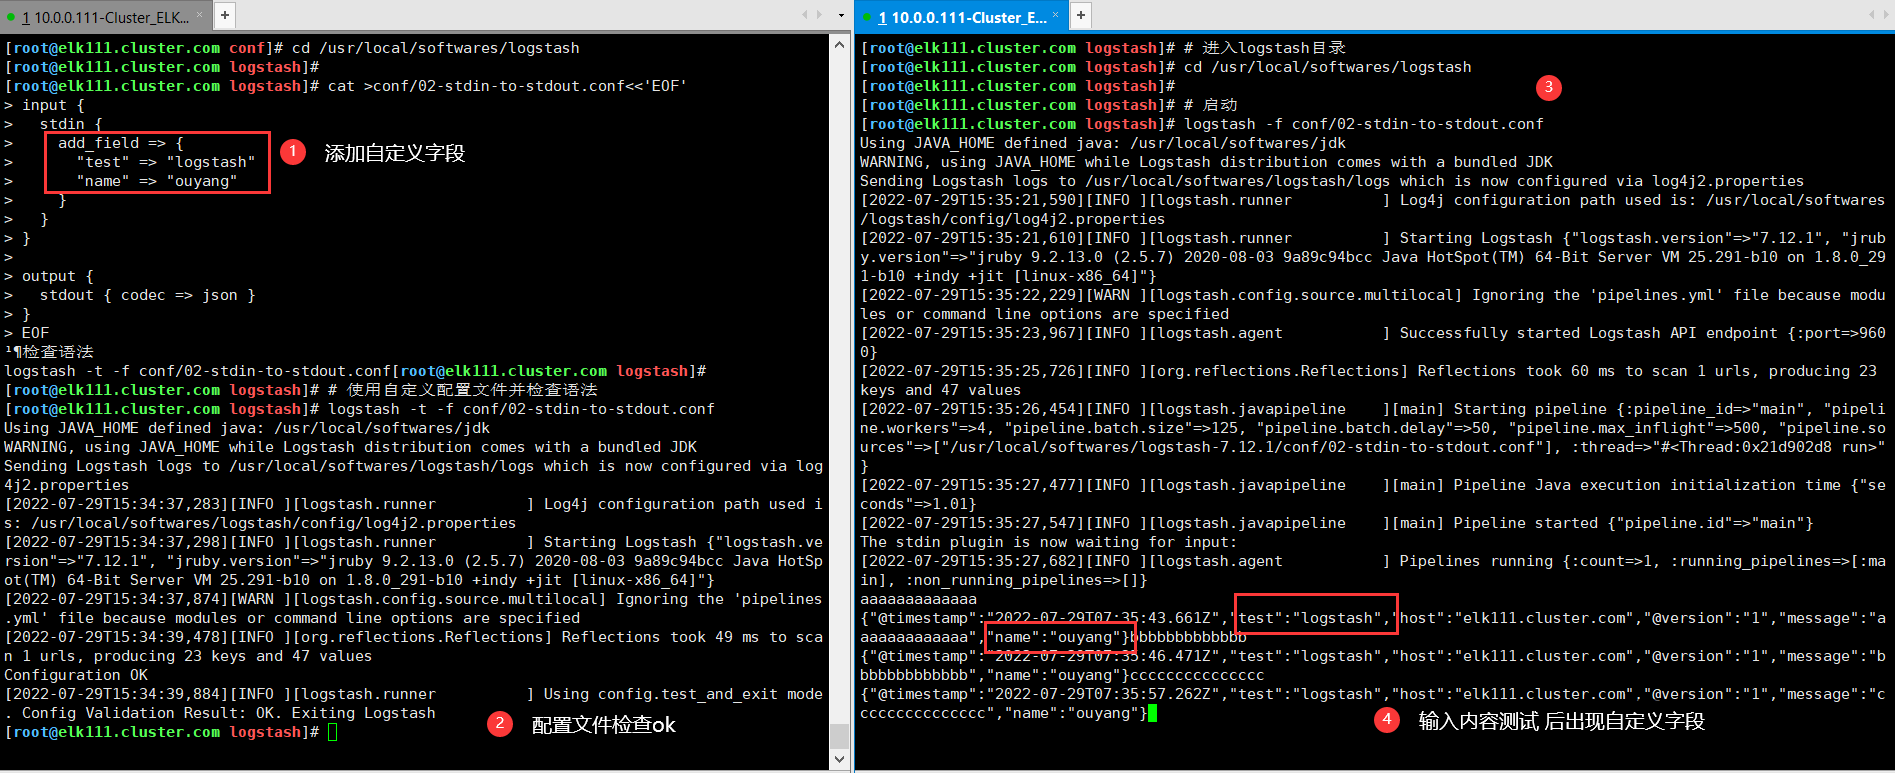 1 10.0.0.111-Cluster_ELK... × +
[root@elk111.cluster.com conf]# cd /usr/local/softwares/logstash
[root@elk111.cluster.com logstash]#
[root@elk111.cluster.com logstash]# cat >conf/02-stdin-to-stdout.conf<<'EOF'
> input {
>   stdin {
>     add_field => {
>       "test" => "logstash"
>       "name" => "ouyang"
>     }
>   }
> }
>
> output {
>   stdout { codec => json }
> }
> EOF
¹¶检查语法
logstash -t -f conf/02-stdin-to-stdout.conf[root@elk111.cluster.com logstash]#
[root@elk111.cluster.com logstash]# # 使用自定义配置文件并检查语法
[root@elk111.cluster.com logstash]# logstash -t -f conf/02-stdin-to-stdout.conf
Using JAVA_HOME defined java: /usr/local/softwares/jdk
WARNING, using JAVA_HOME while Logstash distribution comes with a bundled JDK
Sending Logstash logs to /usr/local/softwares/logstash/logs which is now configured via log
4j2.properties
[2022-07-29T15:34:37,283][INFO ][logstash.runner          ] Log4j configuration path used i
s: /usr/local/softwares/logstash/config/log4j2.properties
[2022-07-29T15:34:37,298][INFO ][logstash.runner          ] Starting Logstash {"logstash.ve
rsion"=>"7.12.1", "jruby.version"=>"jruby 9.2.13.0 (2.5.7) 2020-08-03 9a89c94bcc Java HotSp
ot(TM) 64-Bit Server VM 25.291-b10 on 1.8.0_291-b10 +indy +jit [linux-x86_64]"}
[2022-07-29T15:34:37,874][WARN ][logstash.config.source.multilocal] Ignoring the 'pipelines
.yml' file because modules or command line options are specified
[2022-07-29T15:34:39,478][INFO ][org.reflections.Reflections] Reflections took 49 ms to sca
n 1 urls, producing 23 keys and 47 values
Configuration OK
[2022-07-29T15:34:39,884][INFO ][logstash.runner          ] Using config.test_and_exit mode
. Config Validation Result: OK. Exiting Logstash
[root@elk111.cluster.com logstash]#
1 添加自定义字段
2 配置文件检查ok
1 10.0.0.111-Cluster_E... × +
[root@elk111.cluster.com logstash]# # 进入logstash目录
[root@elk111.cluster.com logstash]# cd /usr/local/softwares/logstash
[root@elk111.cluster.com logstash]#
[root@elk111.cluster.com logstash]# # 启动
[root@elk111.cluster.com logstash]# logstash -f conf/02-stdin-to-stdout.conf
Using JAVA_HOME defined java: /usr/local/softwares/jdk
WARNING, using JAVA_HOME while Logstash distribution comes with a bundled JDK
Sending Logstash logs to /usr/local/softwares/logstash/logs which is now configured via log4j2.properties
[2022-07-29T15:35:21,590][INFO ][logstash.runner          ] Log4j configuration path used is: /usr/local/softwares
/logstash/config/log4j2.properties
[2022-07-29T15:35:21,610][INFO ][logstash.runner          ] Starting Logstash {"logstash.version"=>"7.12.1", "jrub
y.version"=>"jruby 9.2.13.0 (2.5.7) 2020-08-03 9a89c94bcc Java HotSpot(TM) 64-Bit Server VM 25.291-b10 on 1.8.0_29
1-b10 +indy +jit [linux-x86_64]"}
[2022-07-29T15:35:22,229][WARN ][logstash.config.source.multilocal] Ignoring the 'pipelines.yml' file because modu
les or command line options are specified
[2022-07-29T15:35:23,967][INFO ][logstash.agent           ] Successfully started Logstash API endpoint {:port=>960
0}
[2022-07-29T15:35:25,726][INFO ][org.reflections.Reflections] Reflections took 60 ms to scan 1 urls, producing 23
keys and 47 values
[2022-07-29T15:35:26,454][INFO ][logstash.javapipeline    ][main] Starting pipeline {:pipeline_id=>"main", "pipeli
ne.workers"=>4, "pipeline.batch.size"=>125, "pipeline.batch.delay"=>50, "pipeline.max_inflight"=>500, "pipeline.so
urces"=>["/usr/local/softwares/logstash-7.12.1/conf/02-stdin-to-stdout.conf"], :thread=>"#<Thread:0x21d902d8 run>"
}
[2022-07-29T15:35:27,477][INFO ][logstash.javapipeline    ][main] Pipeline Java execution initialization time {"se
conds"=>1.01}
[2022-07-29T15:35:27,547][INFO ][logstash.javapipeline    ][main] Pipeline started {"pipeline.id"=>"main"}
The stdin plugin is now waiting for input:
[2022-07-29T15:35:27,682][INFO ][logstash.agent           ] Pipelines running {:count=>1, :running_pipelines=>[:ma
in], :non_running_pipelines=>[]}
aaaaaaaaaaaaa
{"@timestamp":"2022-07-29T07:35:43.661Z","test":"logstash","host":"elk111.cluster.com","@version":"1","message":"a
aaaaaaaaaaaa","name":"ouyang"}bbbbbbbbbbbbb
{"@timestamp":"2022-07-29T07:35:46.471Z","test":"logstash","host":"elk111.cluster.com","@version":"1","message":"b
bbbbbbbbbbbb","name":"ouyang"}ccccccccccccccc
{"@timestamp":"2022-07-29T07:35:57.262Z","test":"logstash","host":"elk111.cluster.com","@version":"1","message":"c
cccccccccccccc","name":"ouyang"}
3
4 输入内容测试 后出现自定义字段